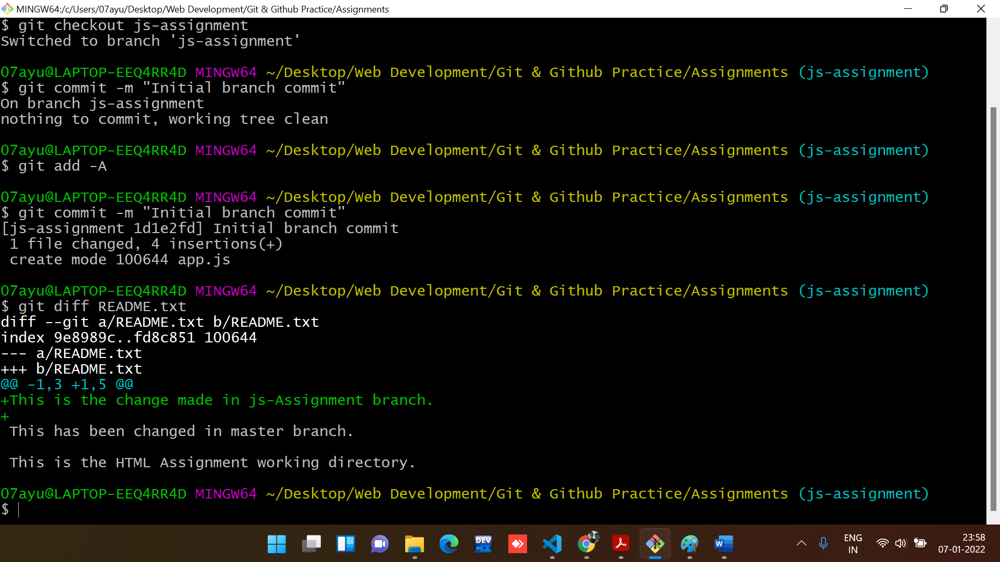 MINGW64:/c/Users/07ayu/Desktop/Web Development/Git & Github Practice/Assignments
$ git checkout js-assignment
Switched to branch 'js-assignment'
07ayu@LAPTOP-EEQ4RR4D MINGW64 ~/Desktop/Web Development/Git & Github Practice/Assignments (js-assignment)
$ git commit -m "Initial branch commit"
On branch js-assignment
nothing to commit, working tree clean
07ayu@LAPTOP-EEQ4RR4D MINGW64 ~/Desktop/Web Development/Git & Github Practice/Assignments (js-assignment)
$ git add -A
07ayu@LAPTOP-EEQ4RR4D MINGW64 ~/Desktop/Web Development/Git & Github Practice/Assignments (js-assignment)
$ git commit -m "Initial branch commit"
[js-assignment 1d1e2fd] Initial branch commit
 1 file changed, 4 insertions(+)
 create mode 100644 app.js
07ayu@LAPTOP-EEQ4RR4D MINGW64 ~/Desktop/Web Development/Git & Github Practice/Assignments (js-assignment)
$ git diff README.txt
diff --git a/README.txt b/README.txt
index 9e8989c..fd8c851 100644
--- a/README.txt
+++ b/README.txt
@@ -1,3 +1,5 @@
+This is the change made in js-Assignment branch.
+
 This has been changed in master branch.
 This is the HTML Assignment working directory.
07ayu@LAPTOP-EEQ4RR4D MINGW64 ~/Desktop/Web Development/Git & Github Practice/Assignments (js-assignment)
$
DEV
C++
W
ENG
IN
23:58
07-01-2022